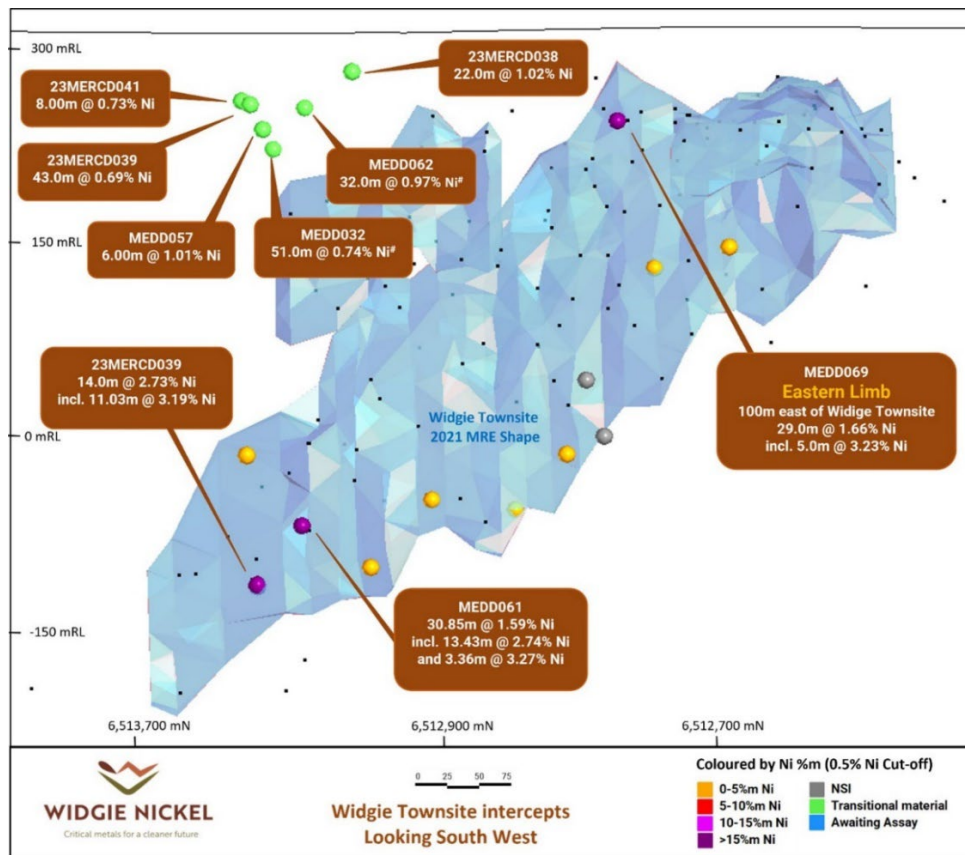 300 mRL
23MERCD038
22.0m @ 1.02% Ni
23MERCD041
8.00m @ 0.73% Ni
23MERCD039
43.0m @ 0.69% Ni
MEDD062
32.0m @ 0.97% Ni#
MEDD057
6.00m @ 1.01% Ni
MEDD032
51.0m @ 0.74% Ni#
150 mRL
23MERCD039
14.0m @ 2.73% Ni
incl. 11.03m @ 3.19% Ni
MEDD069
Eastern Limb
100m east of Widige Townsite
29.0m @ 1.66% Ni
incl. 5.0m @ 3.23% Ni
Widgie Townsite
2021 MRE Shape
0 mRL
MEDD061
30.85m @ 1.59% Ni
incl. 13.43m @ 2.74% Ni
and 3.36m @ 3.27% Ni
-150 mRL
6,513,700 mN
6,512,900 mN
6,512,700 mN
WIDGIE NICKEL
Critical metals for a cleaner future
0 25 50 75
Widgie Townsite intercepts
Looking South West
Coloured by Ni %m (0.5% Ni Cut-off)
0-5%m Ni
5-10%m Ni
10-15%m Ni
>15%m Ni
NSI
Transitional material
Awaiting Assay